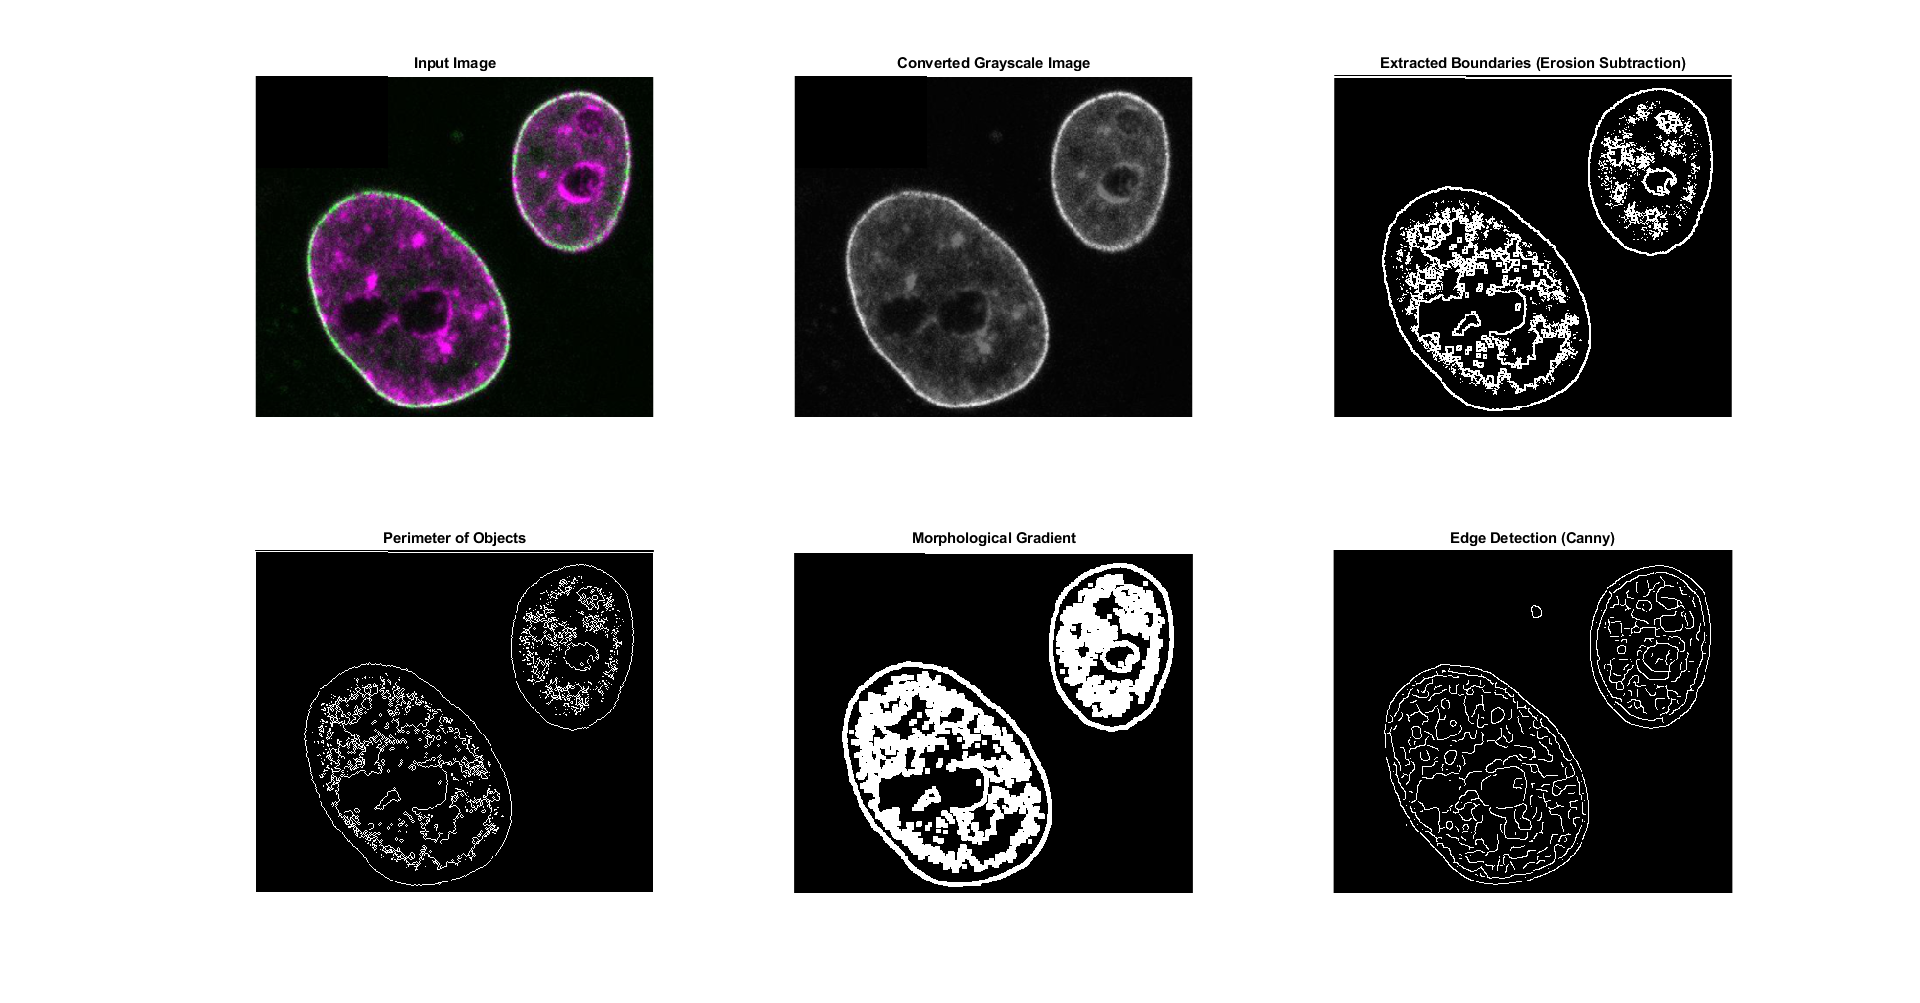 Input Image
Converted Grayscale Image
Extracted Boundaries (Erosion Subtraction)
Perimeter of Objects
Morphological Gradient
Edge Detection (Canny)